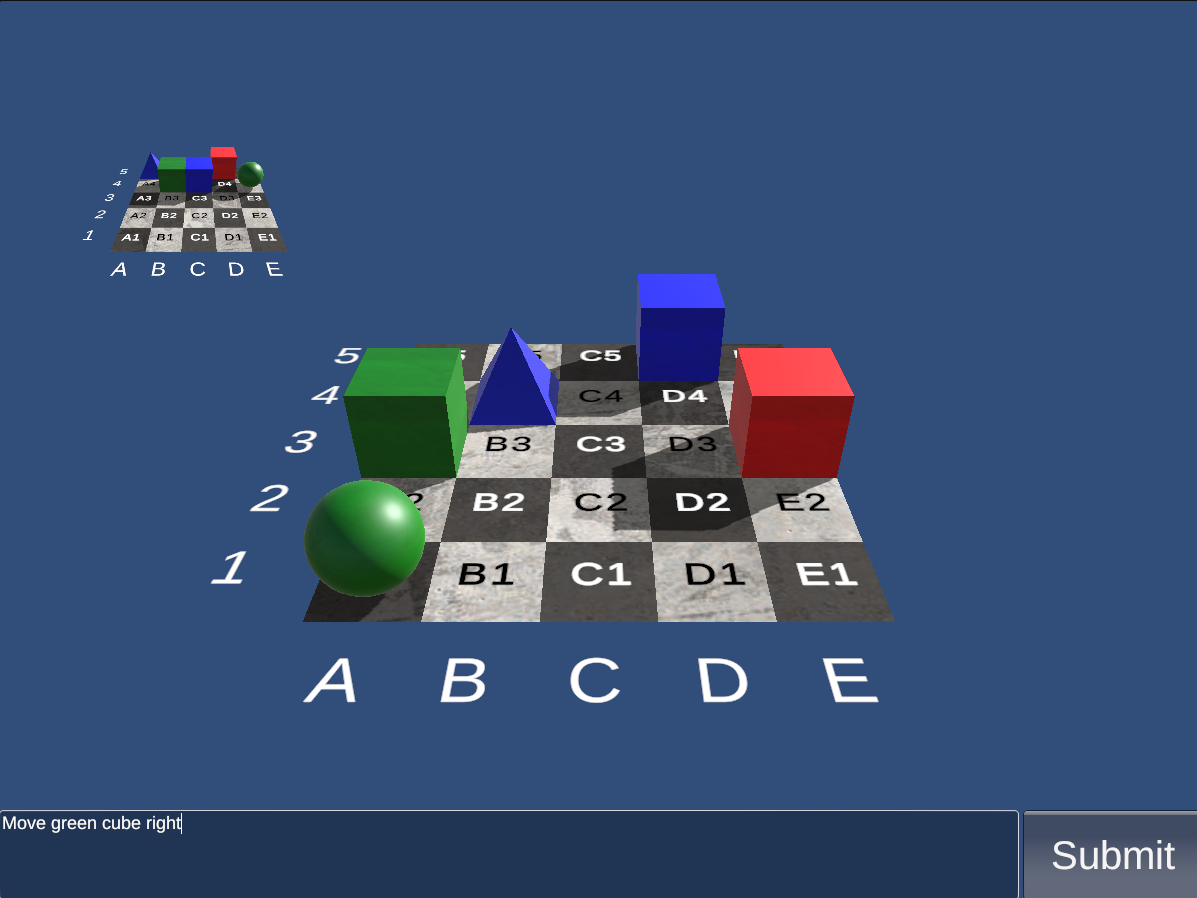 5
4 A4 D4
3 A3 B3 C3 D3 E3
2 A2 B2 C2 D2 E2
1 A1 B1 C1 D1 E1
A B C D E
5 C5
4 C4 D4
3 B3 C3 D3
2 B2 C2 D2 E2
1 B1 C1 D1 E1
A B C D E
Move green cube right
Submit